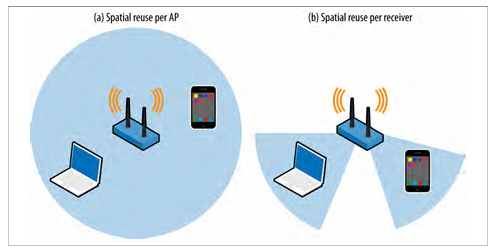 (a) Spatial reuse per AP
(b) Spatial reuse per receiver